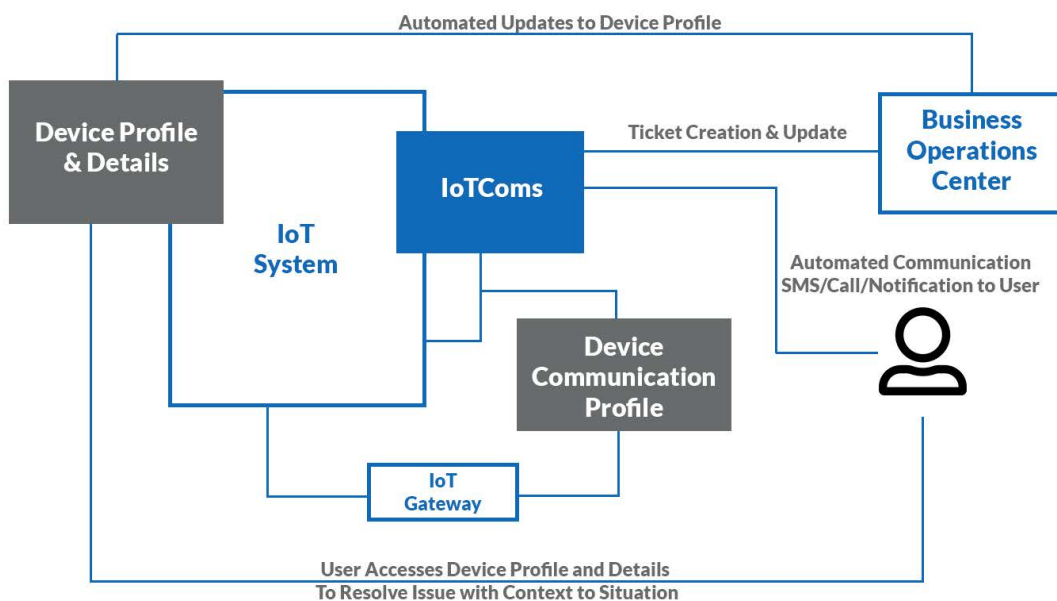 Automated Updates to Device Profile
Device Profile
& Details
IoT
System
IoTComs
Ticket Creation & Update
Business
Operations
Center
Automated Communication
SMS/Call/Notification to User
Device
Communication
Profile
IoT
Gateway
User Accesses Device Profile and Details
To Resolve Issue with Context to Situation